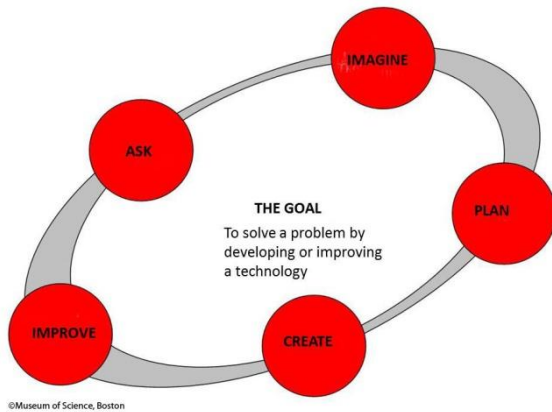 IMAGINE
ASK
PLAN
THE GOAL
To solve a problem by
developing or improving
a technology
CREATE
IMPROVE
©Museum of Science, Boston